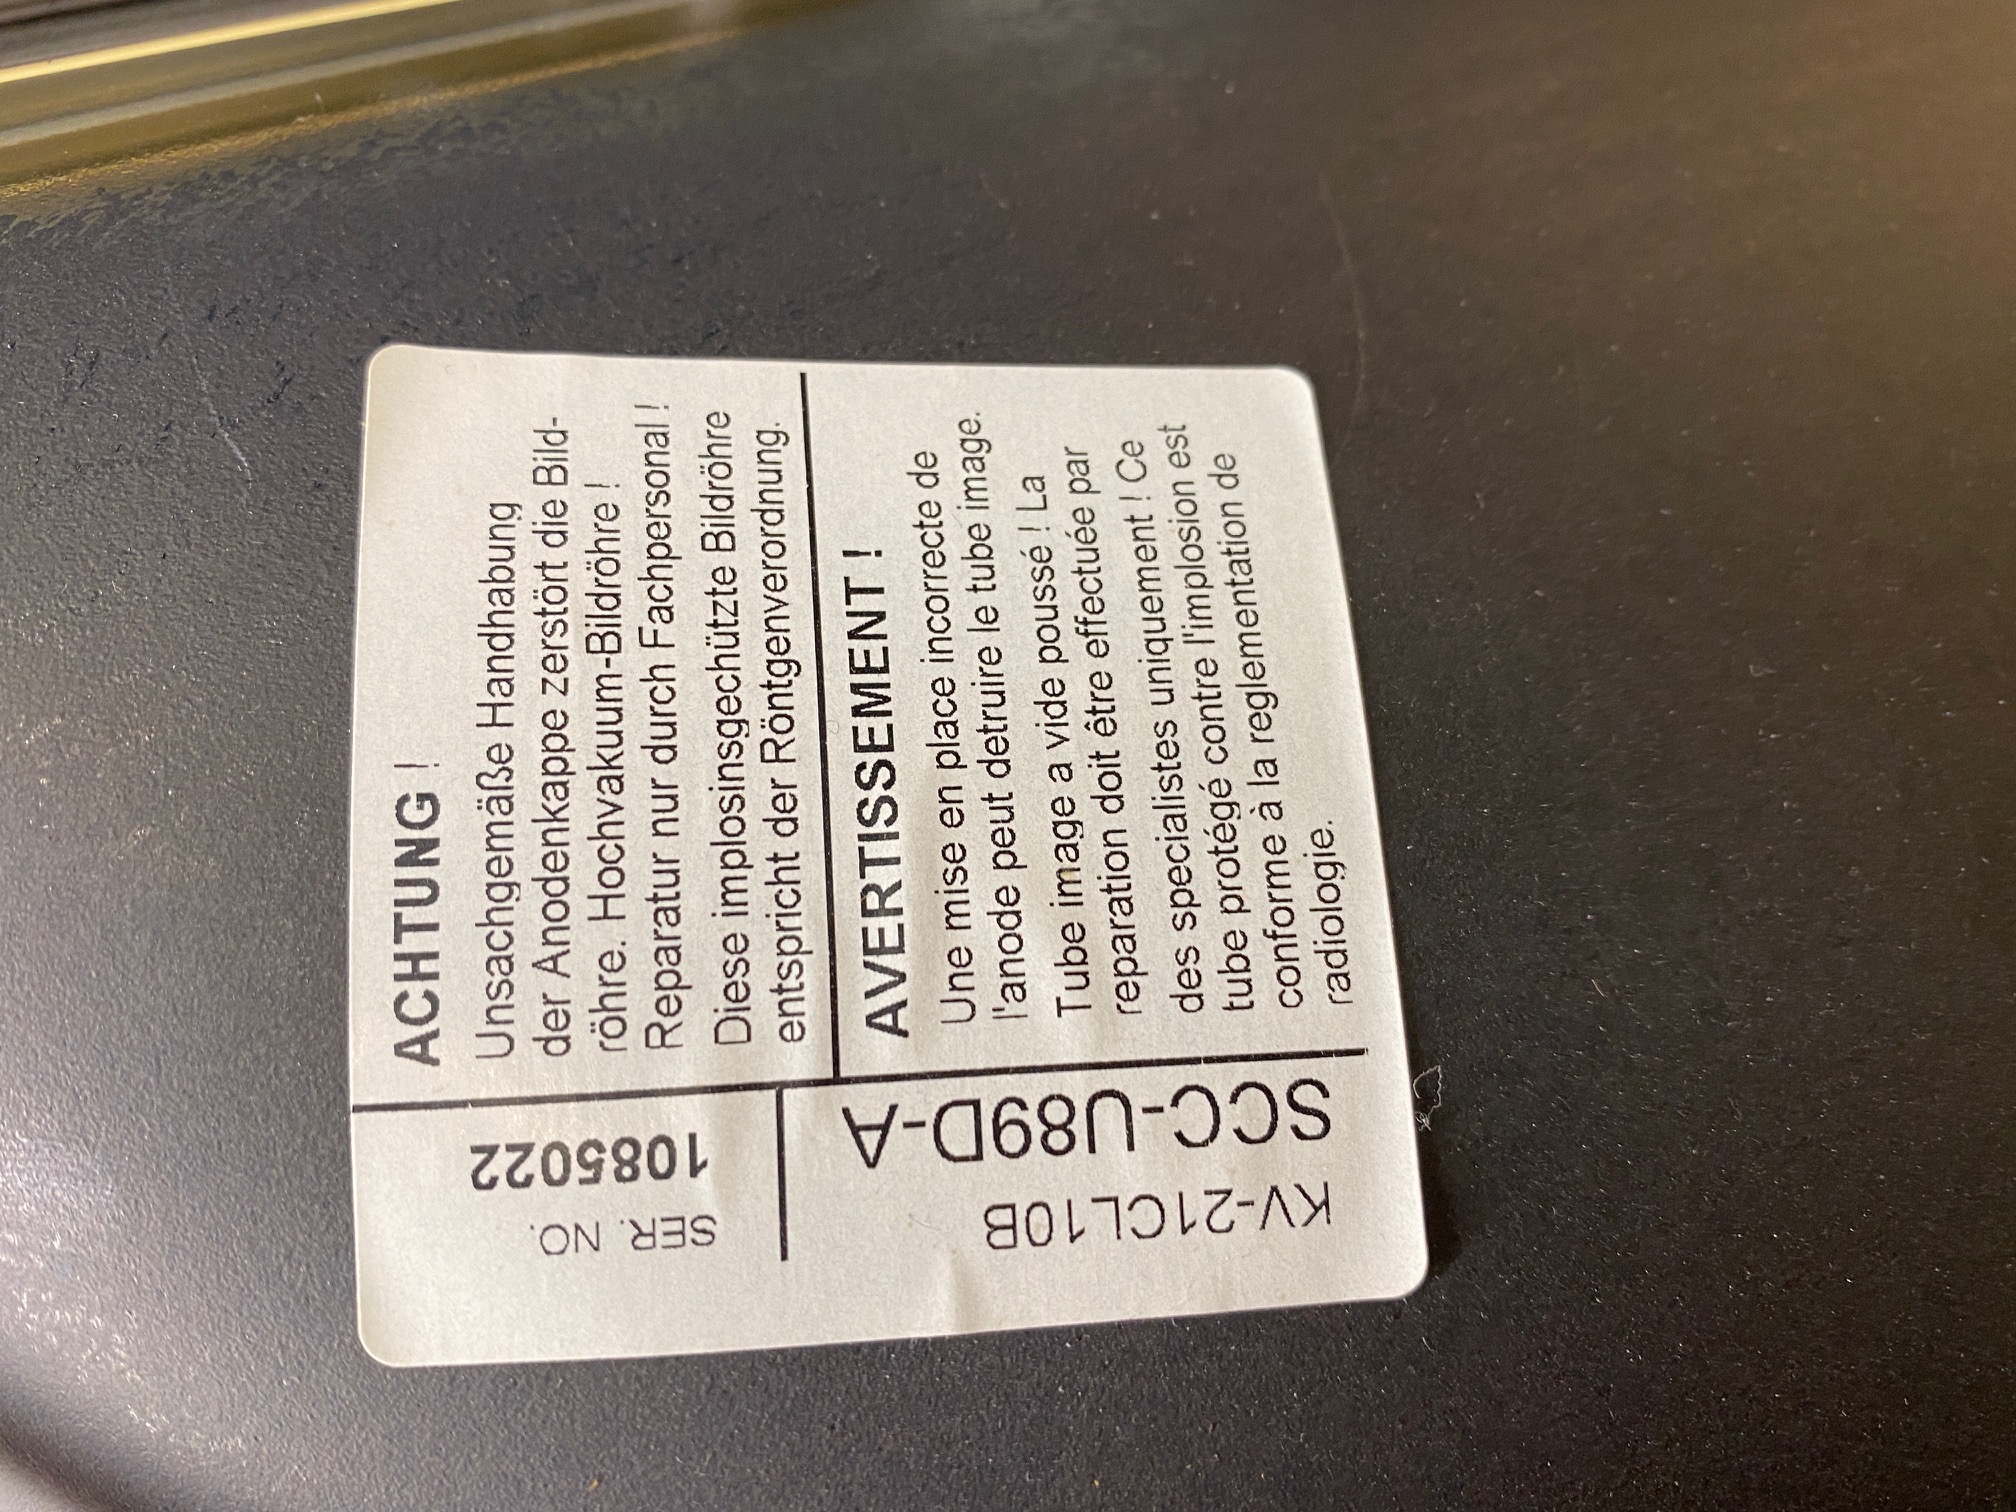 ACHTUNG !
Unsachgemäße Handhabung
der Anodenkappe zerstört die Bild-
röhre. Hochvakuum-Bildröhre !
Reparatur nur durch Fachpersonal !
Diese implosinsgechützte Bildröhre
entspricht der Röntgenverordnung.
AVERTISSEMENT !
Une mise en place incorrecte de
l'anode peut detruire le tube image.
Tube image a vide poussé ! La
reparation doit être effectuée par
des specialistes uniquement ! Ce
tube protégé contre l'implosion est
conforme à la reglementation de
radiologie.
KV-21CL10B
SCC-U89D-A
SER. NO.
1085022